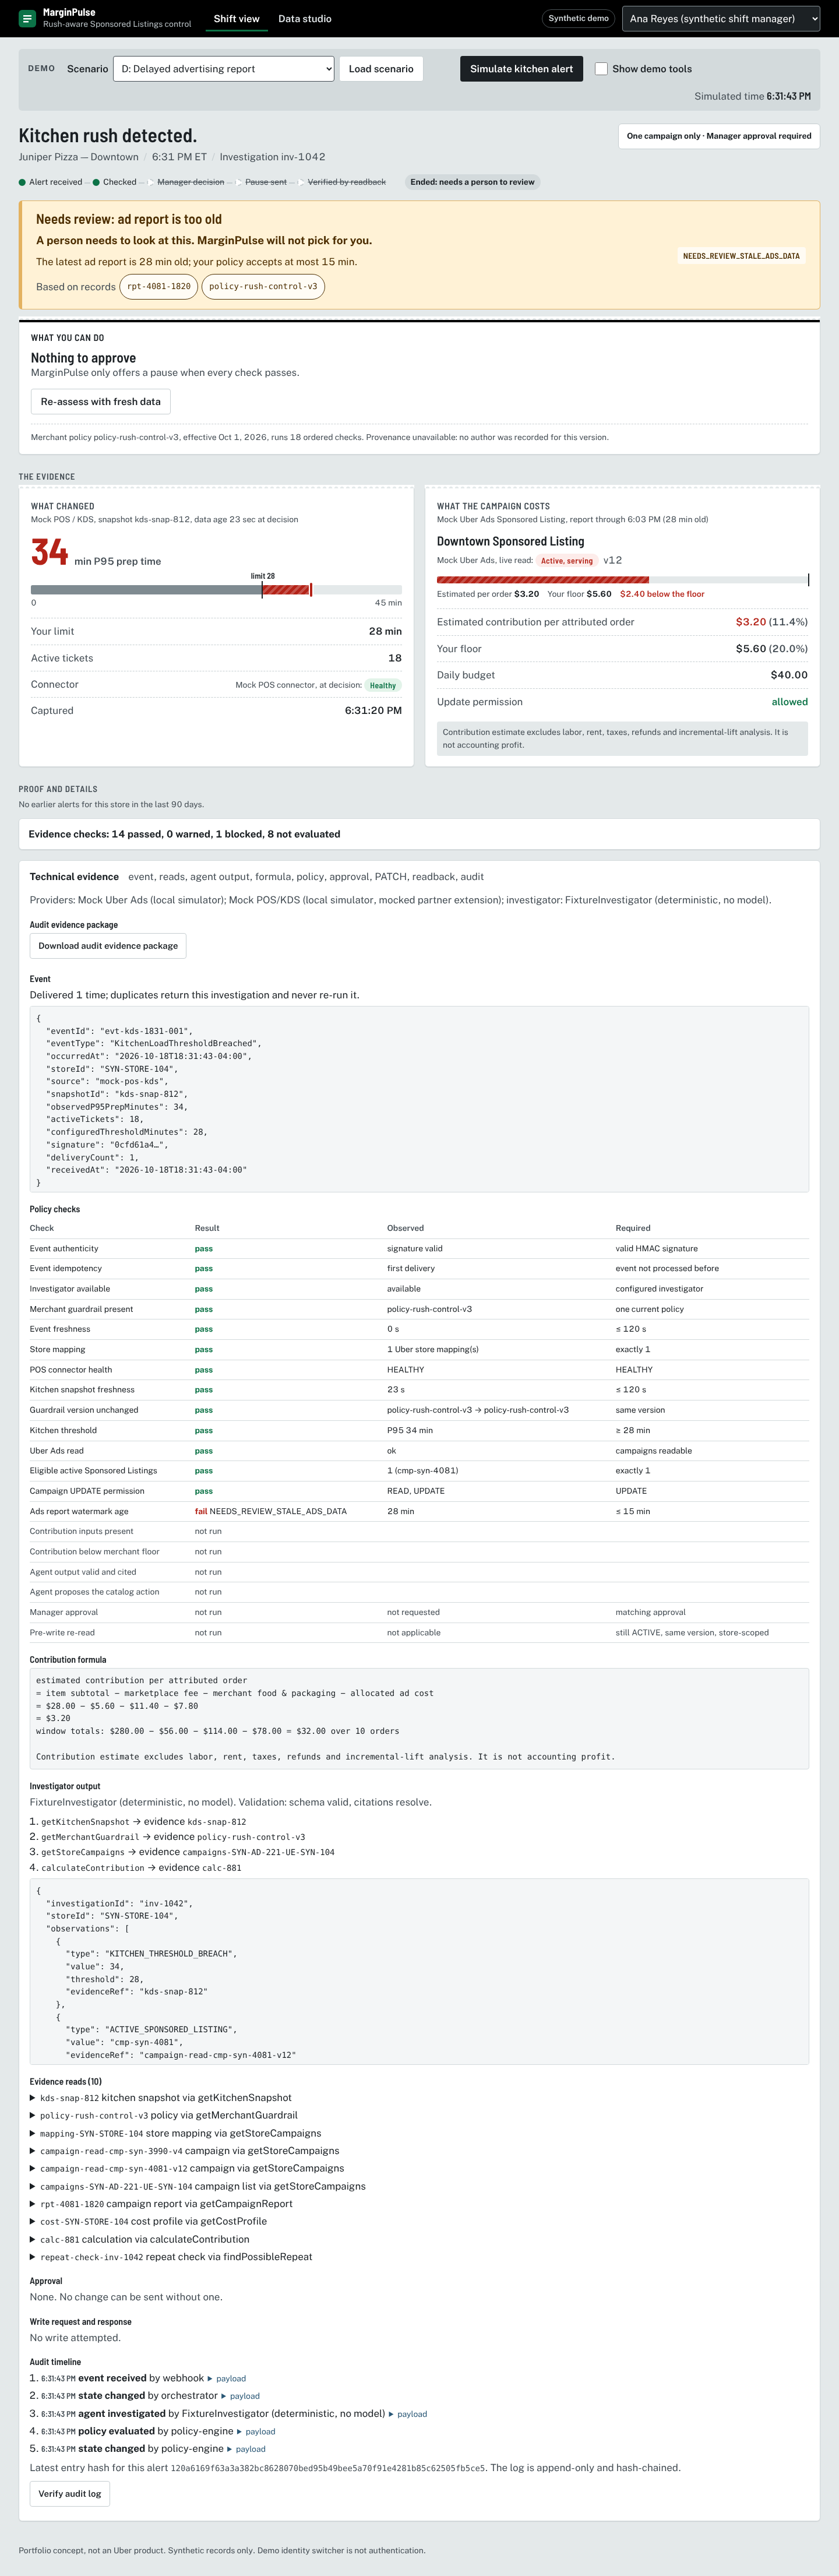 MarginPulse
Rush-aware Sponsored Listings control
Shift view
Data studio
Synthetic demo
Ana Reyes (synthetic shift manager)
DEMO
Scenario
D: Delayed advertising report
Load scenario
Simulate kitchen alert
Show demo tools
Simulated time 6:31:43 PM
Kitchen rush detected.
One campaign only · Manager approval required
Juniper Pizza — Downtown / 6:31 PM ET / Investigation inv-1042
Alert received
Checked
Manager decision
Pause sent
Verified by readback
Ended: needs a person to review
Needs review: ad report is too old
A person needs to look at this. MarginPulse will not pick for you.
The latest ad report is 28 min old; your policy accepts at most 15 min.
NEEDS_REVIEW_STALE_ADS_DATA
Based on records rpt-4081-1820 policy-rush-control-v3
WHAT YOU CAN DO
Nothing to approve
MarginPulse only offers a pause when every check passes.
Re-assess with fresh data
Merchant policy policy-rush-control-v3, effective Oct 1, 2026, runs 18 ordered checks. Provenance unavailable: no author was recorded for this version.
THE EVIDENCE
WHAT CHANGED
Mock POS / KDS, snapshot kds-snap-812, data age 23 sec at decision
34 min P95 prep time
limit 28
0 45 min
Your limit 28 min
Active tickets 18
Connector Mock POS connector, at decision: Healthy
Captured 6:31:20 PM
WHAT THE CAMPAIGN COSTS
Mock Uber Ads Sponsored Listing, report through 6:03 PM (28 min old)
Downtown Sponsored Listing
Mock Uber Ads, live read: Active, serving v12
Estimated per order $3.20 Your floor $5.60 $2.40 below the floor
Estimated contribution per attributed order $3.20 (11.4%)
Your floor $5.60 (20.0%)
Daily budget $40.00
Update permission allowed
Contribution estimate excludes labor, rent, taxes, refunds and incremental-lift analysis. It is
not accounting profit.
PROOF AND DETAILS
No earlier alerts for this store in the last 90 days.
Evidence checks: 14 passed, 0 warned, 1 blocked, 8 not evaluated
Technical evidence event, reads, agent output, formula, policy, approval, PATCH, readback, audit
Providers: Mock Uber Ads (local simulator); Mock POS/KDS (local simulator, mocked partner extension); investigator: FixtureInvestigator (deterministic, no model).
Audit evidence package
Download audit evidence package
Event
Delivered 1 time; duplicates return this investigation and never re-run it.
{
"eventId": "evt-kds-1831-001",
"eventType": "KitchenLoadThresholdBreached",
"occurredAt": "2026-10-18T18:31:43-04:00",
"storeId": "SYN-STORE-104",
"source": "mock-pos-kds",
"snapshotId": "kds-snap-812",
"observedP95PrepMinutes": 34,
"activeTickets": 18,
"configuredThresholdMinutes": 28,
"signature": "0cfd61a4…",
"deliveryCount": 1,
"receivedAt": "2026-10-18T18:31:43-04:00"
}
Policy checks
Check Result Observed Required
Event authenticity pass signature valid valid HMAC signature
Event idempotency pass first delivery event not processed before
Investigator available pass available configured investigator
Merchant guardrail present pass policy-rush-control-v3 one current policy
Event freshness pass 0 s ≤ 120 s
Store mapping pass 1 Uber store mapping(s) exactly 1
POS connector health pass HEALTHY HEALTHY
Kitchen snapshot freshness pass 23 s ≤ 120 s
Guardrail version unchanged pass policy-rush-control-v3 → policy-rush-control-v3 same version
Kitchen threshold pass P95 34 min ≥ 28 min
Uber Ads read pass ok campaigns readable
Eligible active Sponsored Listings pass 1 (cmp-syn-4081) exactly 1
Campaign UPDATE permission pass READ, UPDATE UPDATE
Ads report watermark age fail NEEDS_REVIEW_STALE_ADS_DATA 28 min ≤ 15 min
Contribution inputs present not run
Contribution below merchant floor not run
Agent output valid and cited not run
Agent proposes the catalog action not run
Manager approval not run not requested matching approval
Pre-write re-read not run not applicable still ACTIVE, same version, store-scoped
Contribution formula
estimated contribution per attributed order
= item subtotal − marketplace fee − merchant food & packaging − allocated ad cost
= $28.00 − $5.60 − $11.40 − $7.80
= $3.20
window totals: $280.00 − $56.00 − $114.00 − $78.00 = $32.00 over 10 orders
Contribution estimate excludes labor, rent, taxes, refunds and incremental-lift analysis. It is not accounting profit.
Investigator output
FixtureInvestigator (deterministic, no model). Validation: schema valid, citations resolve.
1. getKitchenSnapshot → evidence kds-snap-812
2. getMerchantGuardrail → evidence policy-rush-control-v3
3. getStoreCampaigns → evidence campaigns-SYN-AD-221-UE-SYN-104
4. calculateContribution → evidence calc-881
{
"investigationId": "inv-1042",
"storeId": "SYN-STORE-104",
"observations": [
{
"type": "KITCHEN_THRESHOLD_BREACH",
"value": 34,
"threshold": 28,
"evidenceRef": "kds-snap-812"
},
{
"type": "ACTIVE_SPONSORED_LISTING",
"value": "cmp-syn-4081",
"evidenceRef": "campaign-read-cmp-syn-4081-v12"
Evidence reads (10)
kds-snap-812 kitchen snapshot via getKitchenSnapshot
policy-rush-control-v3 policy via getMerchantGuardrail
mapping-SYN-STORE-104 store mapping via getStoreCampaigns
campaign-read-cmp-syn-3990-v4 campaign via getStoreCampaigns
campaign-read-cmp-syn-4081-v12 campaign via getStoreCampaigns
campaigns-SYN-AD-221-UE-SYN-104 campaign list via getStoreCampaigns
rpt-4081-1820 campaign report via getCampaignReport
cost-SYN-STORE-104 cost profile via getCostProfile
calc-881 calculation via calculateContribution
repeat-check-inv-1042 repeat check via findPossibleRepeat
Approval
None. No change can be sent without one.
Write request and response
No write attempted.
Audit timeline
1. 6:31:43 PM event received by webhook payload
2. 6:31:43 PM state changed by orchestrator payload
3. 6:31:43 PM agent investigated by FixtureInvestigator (deterministic, no model) payload
4. 6:31:43 PM policy evaluated by policy-engine payload
5. 6:31:43 PM state changed by policy-engine payload
Latest entry hash for this alert 120a6169f63a3a382bc8628070bed95b49bee5a70f91e4281b85c62505fb5ce5. The log is append-only and hash-chained.
Verify audit log
Portfolio concept, not an Uber product. Synthetic records only. Demo identity switcher is not authentication.